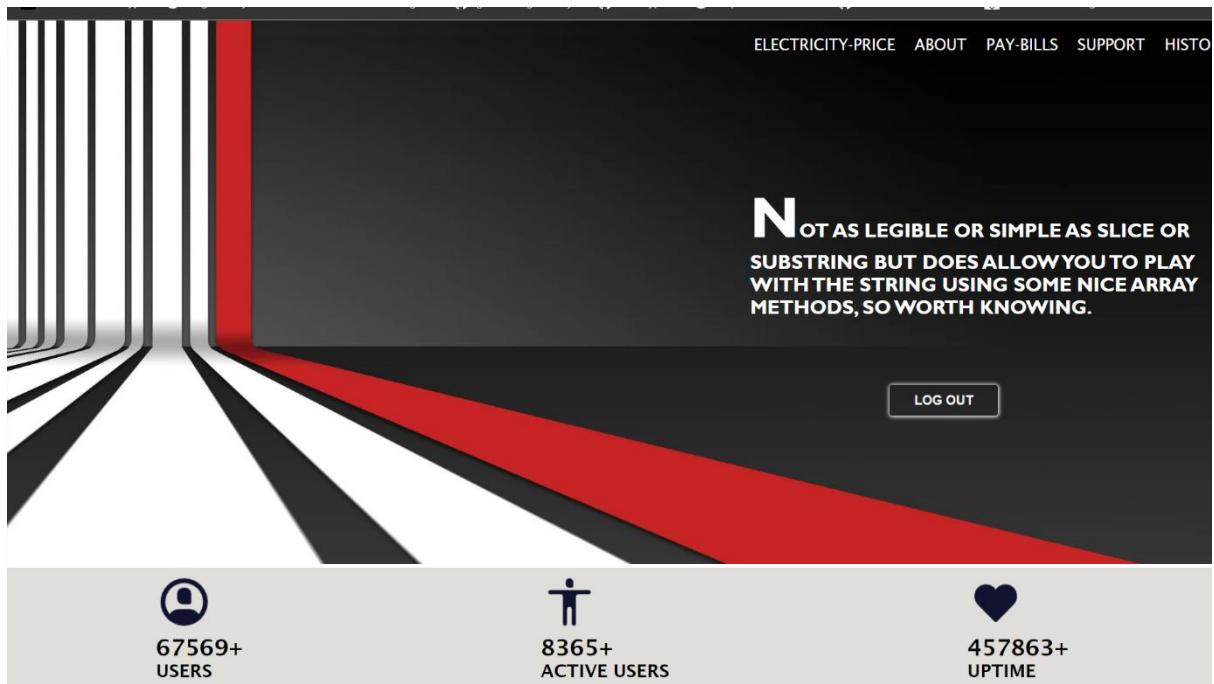 ELECTRICITY-PRICE ABOUT PAY-BILLS SUPPORT HISTO
NOT AS LEGIBLE OR SIMPLE AS SLICE OR
SUBSTRING BUT DOES ALLOW YOU TO PLAY
WITH THE STRING USING SOME NICE ARRAY
METHODS, SO WORTH KNOWING.
LOG OUT
67569+
USERS
8365+
ACTIVE USERS
457863+
UPTIME